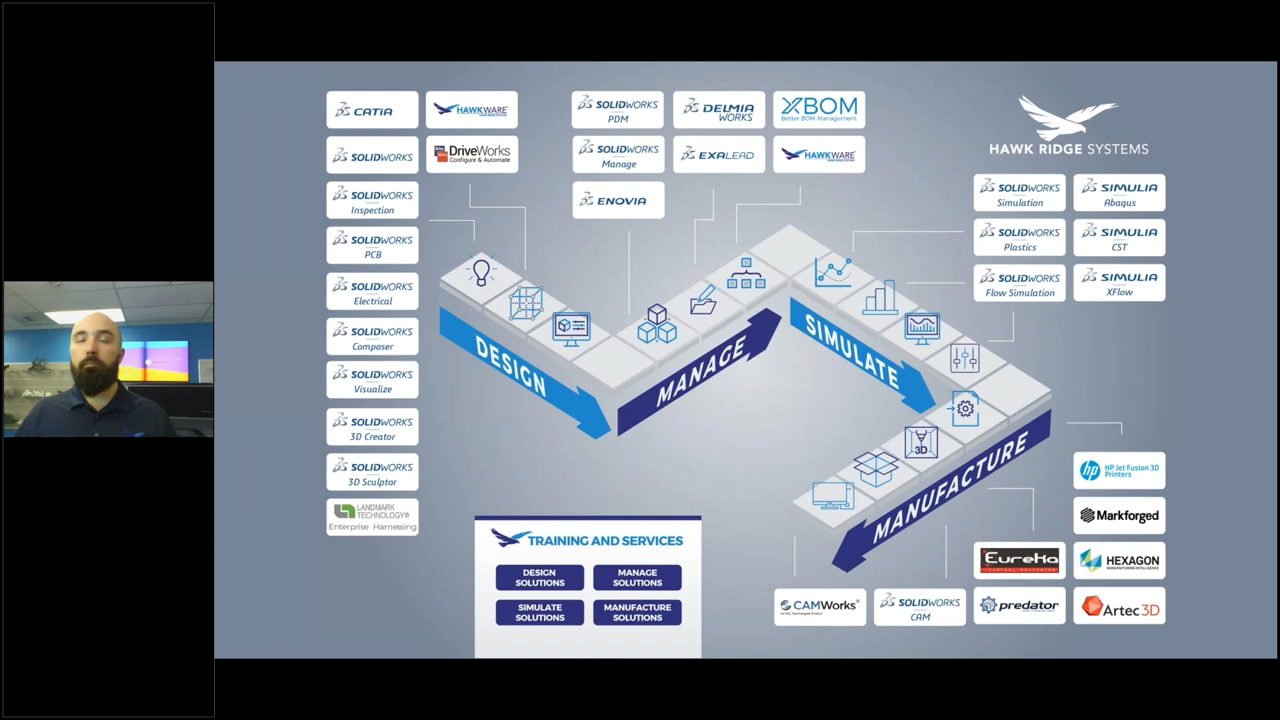 CATIA
HAWKWARE
SOLIDWORKS
DriveWorks
Configure & Automate
SOLIDWORKS
Inspection
SOLIDWORKS
PCB
SOLIDWORKS
Electrical
SOLIDWORKS
Composer
SOLIDWORKS
Visualize
SOLIDWORKS
3D Creator
SOLIDWORKS
3D Sculptor
LANDMARK
TECHNOLOGY®
Enterprise Harnessing
SOLIDWORKS
PDM
DELMIA
WORKS
XBOM
Better BOM Management
SOLIDWORKS
Manage
EXALEAD
HAWKWARE
ENOVIA
HAWK RIDGE SYSTEMS
SOLIDWORKS
Simulation
SIMULIA
Abaqus
SOLIDWORKS
Plastics
SIMULIA
CST
SOLIDWORKS
Flow Simulation
SIMULIA
XFlow
DESIGN
MANAGE
SIMULATE
3D
MANUFACTURE
hp
HP Jet Fusion 3D
Printers
Markforged
EUREKA
HEXAGON
MANUFACTURING INTELLIGENCE
CAMWorks®
SOLIDWORKS
CAM
predator
Artec 3D
TRAINING AND SERVICES
DESIGN
SOLUTIONS
MANAGE
SOLUTIONS
SIMULATE
SOLUTIONS
MANUFACTURE
SOLUTIONS